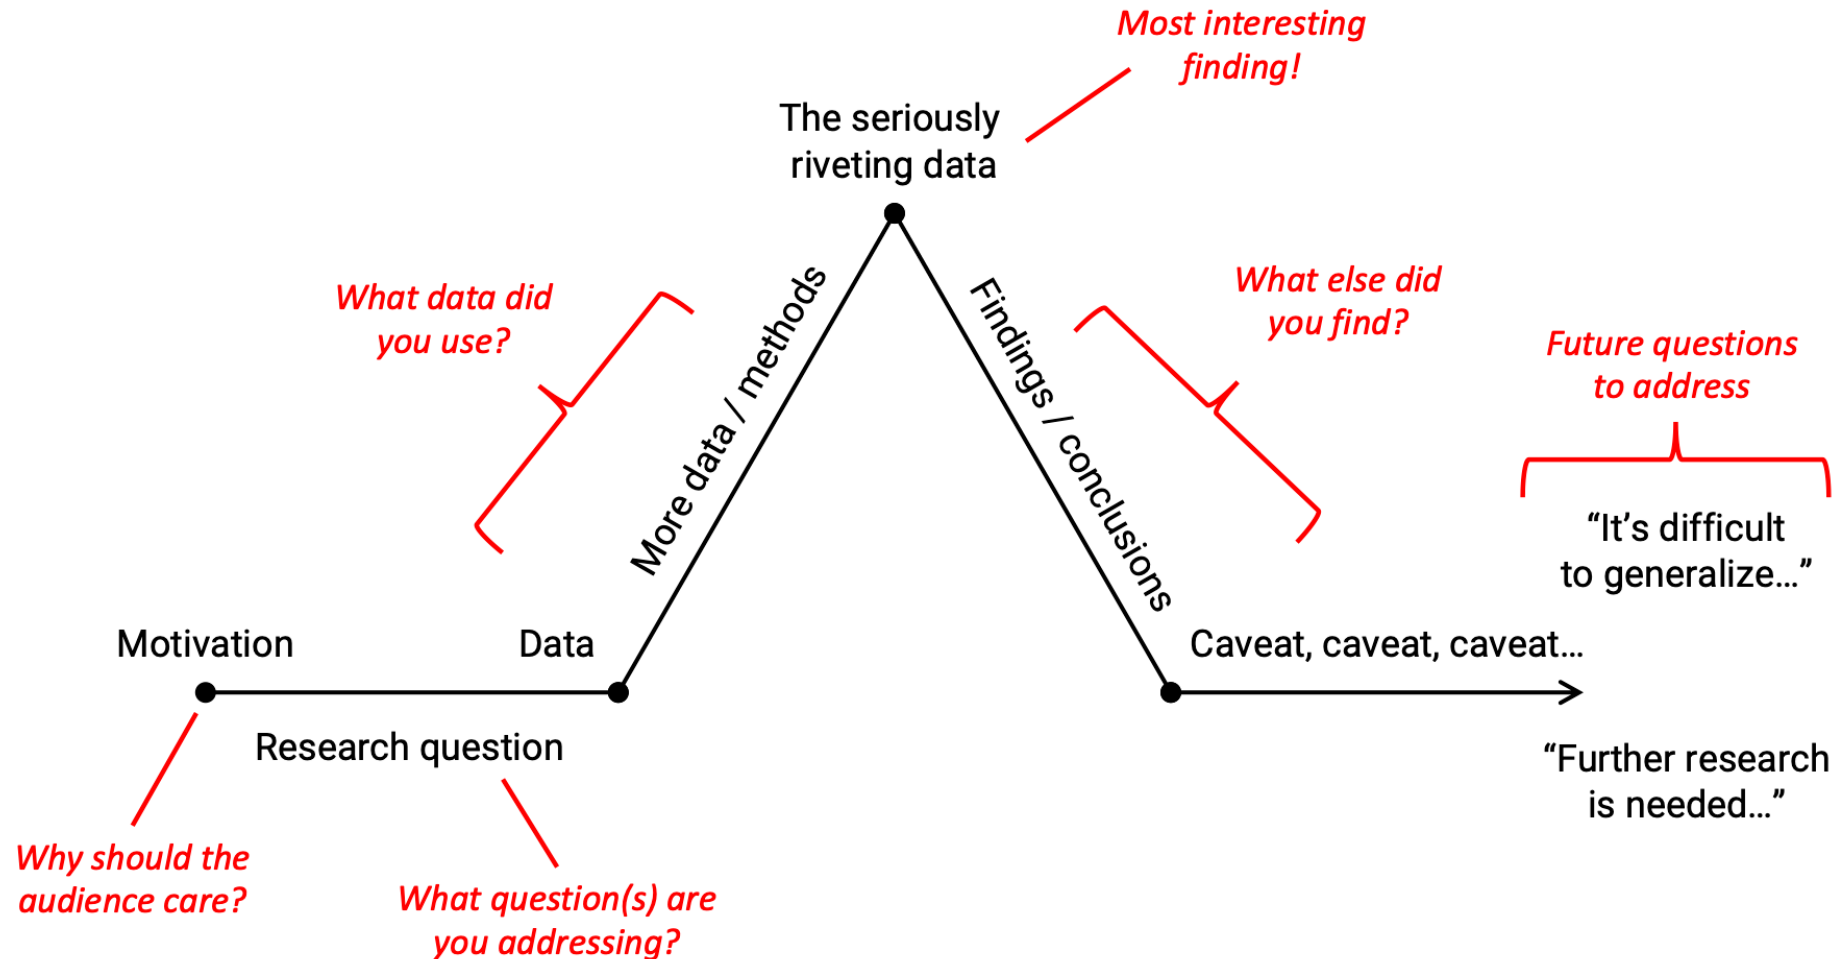 Most interesting
finding!
The seriously
riveting data
What data did
you use?
More data / methods
Findings / conclusions
What else did
you find?
Future questions
to address
“It’s difficult
to generalize…”
Motivation
Data
Caveat, caveat, caveat…
Research question
“Further research
is needed…”
Why should the
audience care?
What question(s) are
you addressing?